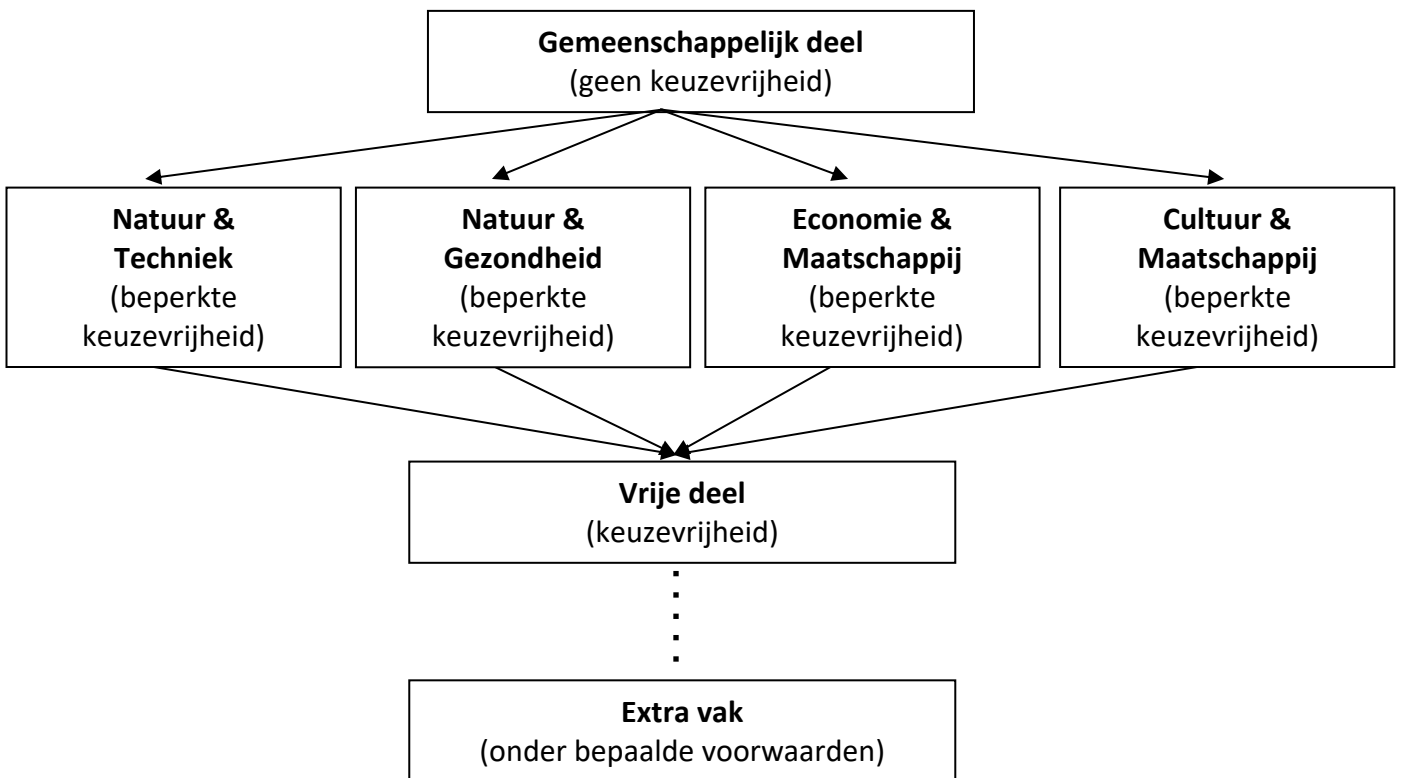 Gemeenschappelijk deel
(geen keuzevrijheid)
Natuur &
Techniek
(beperkte
keuzevrijheid)
Natuur &
Gezondheid
(beperkte
keuzevrijheid)
Economie &
Maatschappij
(beperkte
keuzevrijheid)
Cultuur &
Maatschappij
(beperkte
keuzevrijheid)
Vrije deel
(keuzevrijheid)
Extra vak
(onder bepaalde voorwaarden)